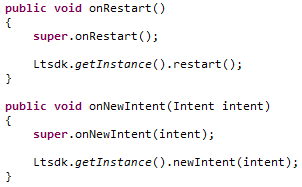 public void onRestart()
{
    super.onRestart();

    Ltsdk.getInstance().restart();
}

public void onNewIntent(Intent intent)
{
    super.onNewIntent(intent);

    Ltsdk.getInstance().newIntent(intent);
}